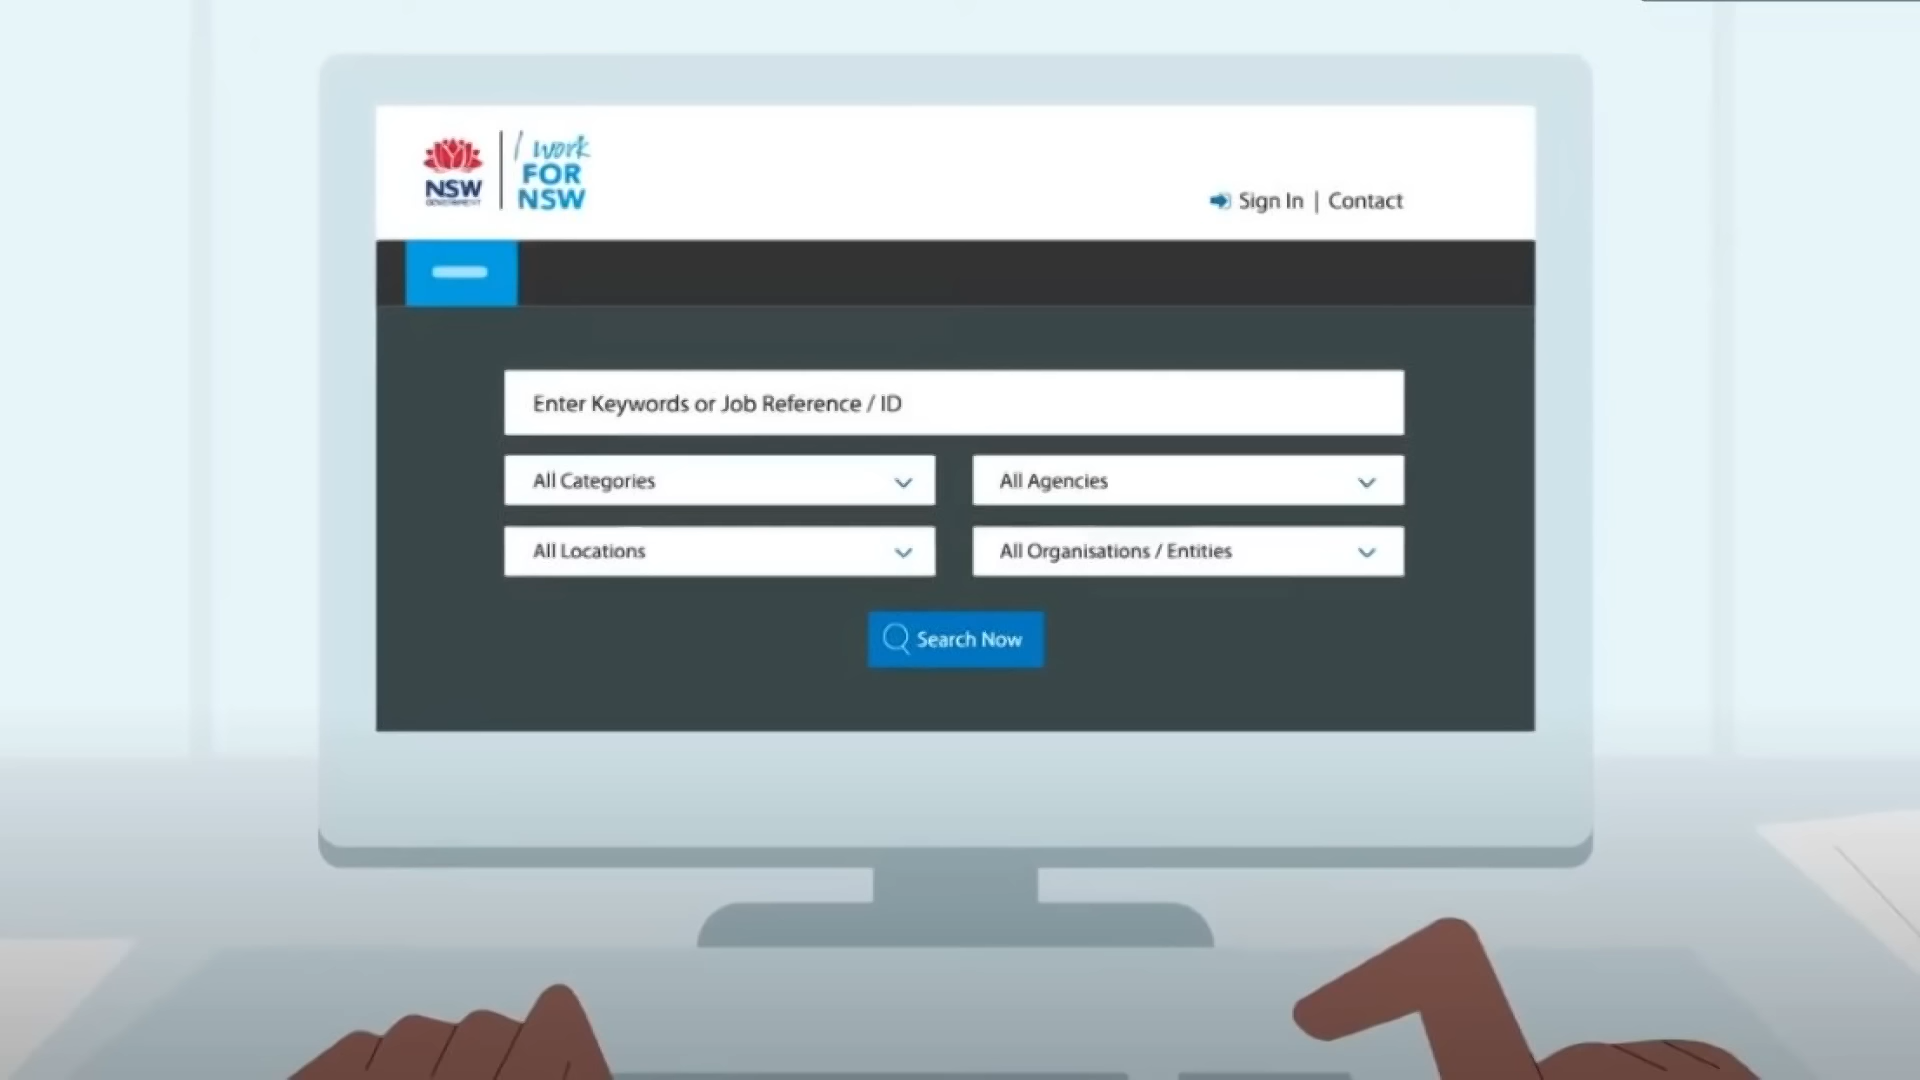 I work
FOR
NSW
NSW
GOVERNMENT
Sign In | Contact
Enter Keywords or Job Reference / ID
All Categories
All Agencies
All Locations
All Organisations / Entities
Search Now